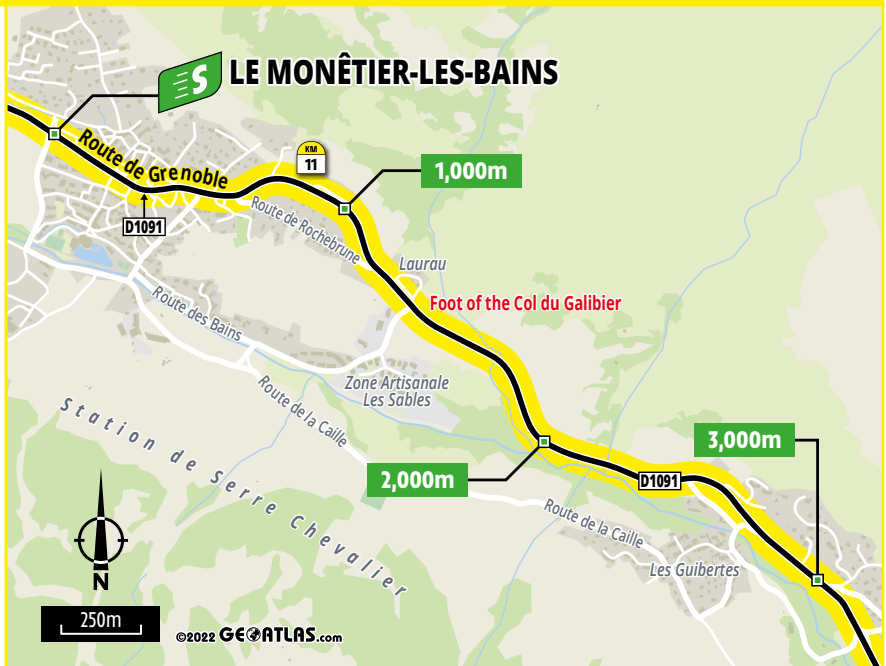 S LE MONÊTIER-LES-BAINS
Route de Grenoble
KM
11
1,000m
D1091
Route de Rochebrune
Laurau
Foot of the Col du Galibier
Route des Bains
Zone Artisanale
Les Sables
Route de la Caille
Station de Serre Chevalier
3,000m
2,000m
D1091
Route de la Caille
Les Guibertes
N
250m
©2022 GEOATLAS.com